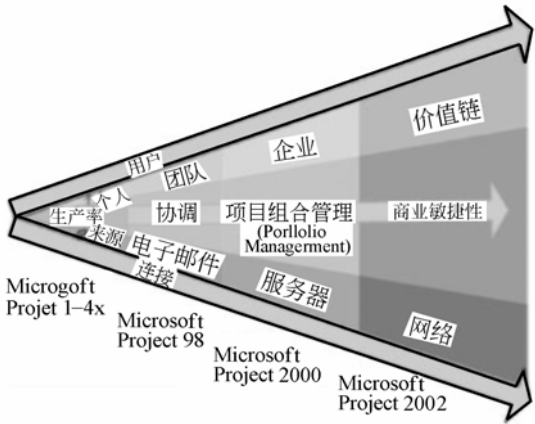 用户
个人
团队
企业
价值链
生产率
协调
项目组合管理
(Porllolio
Managerment)
商业敏捷性
来源
电子邮件
连接
服务器
网络
Microgoft
Projet 1–4x
Microsoft
Project 98
Microsoft
Project 2000
Microsoft
Project 2002